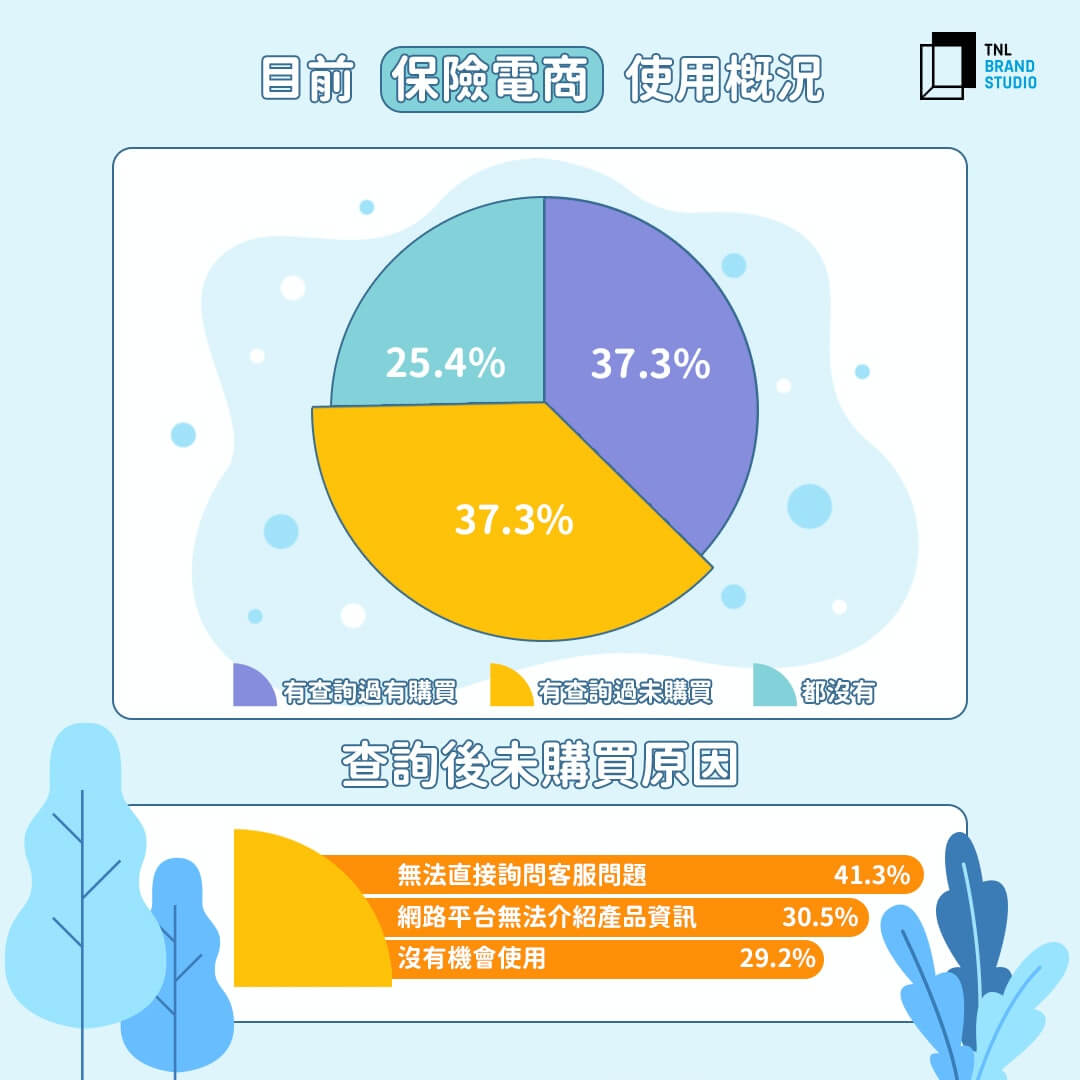 目前 保險電商 使用概況
TNL
BRAND
STUDIO
25.4%
37.3%
37.3%
有查詢過有購買
有查詢過未購買
都沒有
查詢後未購買原因
無法直接詢問客服問題 41.3%
網路平台無法介紹產品資訊 30.5%
沒有機會使用 29.2%